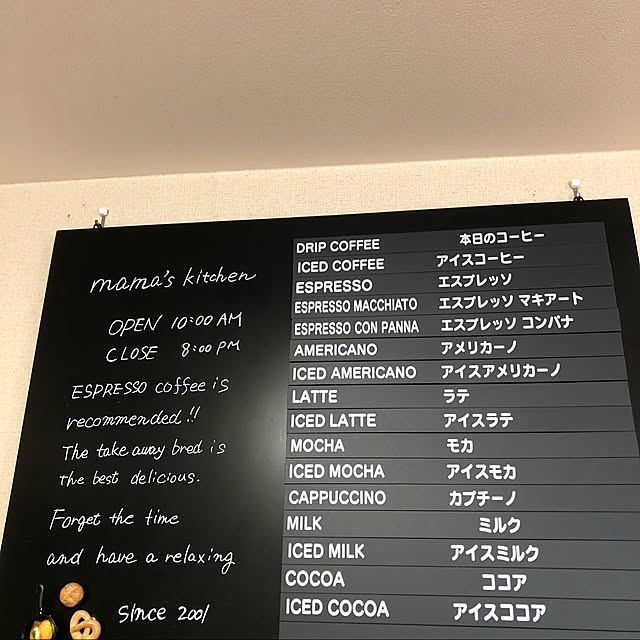 mama's kitchen
OPEN 10:00 AM
CLOSE 8:00 PM
ESPRESSO coffee is
recommended!!
The take away bred is
the best delicious.
Forget the time
and have a relaxing
Since 2001
DRIP COFFEE 本日のコーヒー
ICED COFFEE アイスコーヒー
ESPRESSO エスプレッソ
ESPRESSO MACCHIATO エスプレッソ マキアート
ESPRESSO CON PANNA エスプレッソ コンパナ
AMERICANO アメリカーノ
ICED AMERICANO アイスアメリカーノ
LATTE ラテ
ICED LATTE アイスラテ
MOCHA モカ
ICED MOCHA アイスモカ
CAPPUCCINO カプチーノ
MILK ミルク
ICED MILK アイスミルク
COCOA ココア
ICED COCOA アイスココア